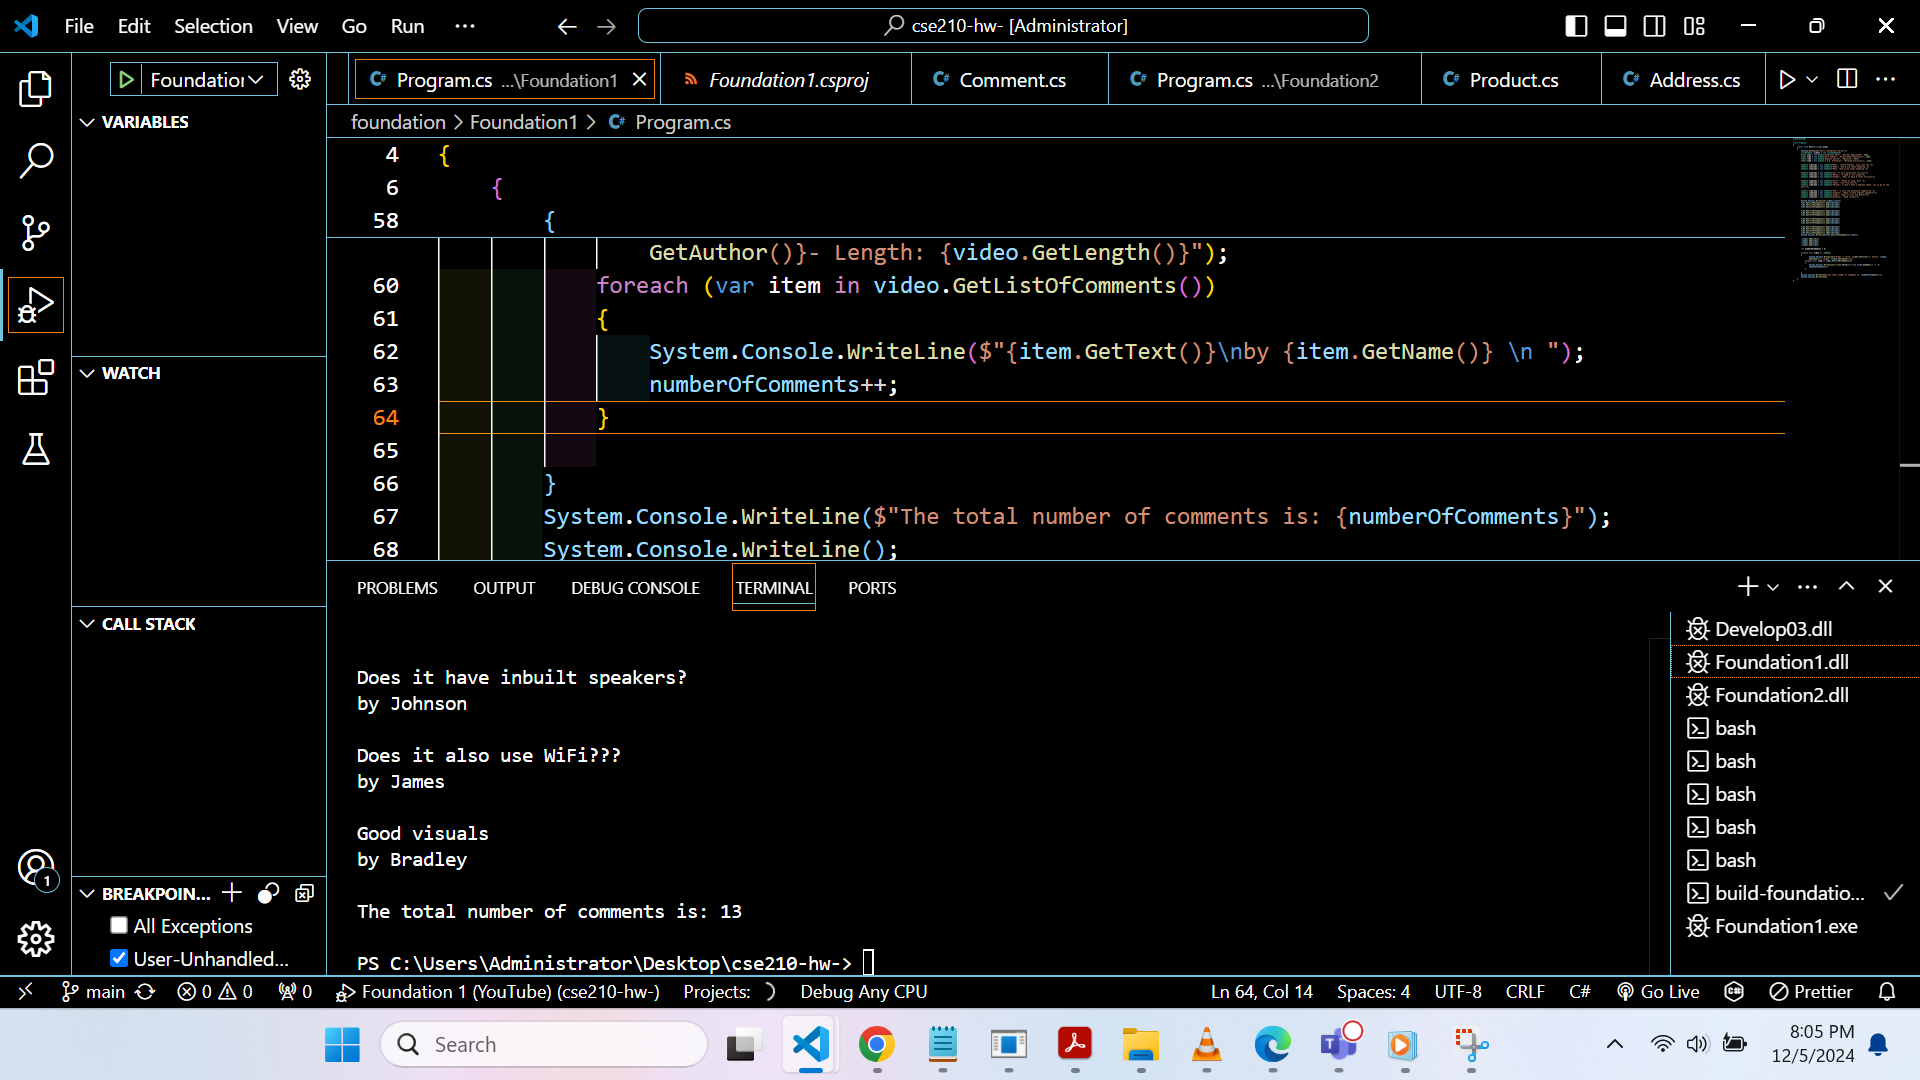 File Edit Selection View Go Run ···
cse210-hw- [Administrator]
Foundation
Program.cs ...\Foundation1
Foundation1.csproj
Comment.cs
Program.cs ...\Foundation2
Product.cs
Address.cs
foundation > Foundation1 > Program.cs
VARIABLES
WATCH
CALL STACK
BREAKPOIN...
All Exceptions
User-Unhandled...
1
4 {
6 {
58 {
GetAuthor()}- Length: {video.GetLength()}");
60 foreach (var item in video.GetListOfComments())
61 {
62 System.Console.WriteLine($"{item.GetText()}\nby {item.GetName()} \n ");
63 numberOfComments++;
64 }
65
66 }
67 System.Console.WriteLine($"The total number of comments is: {numberOfComments}");
68 System.Console.WriteLine();
PROBLEMS OUTPUT DEBUG CONSOLE TERMINAL PORTS
Does it have inbuilt speakers?
by Johnson
Does it also use WiFi???
by James
Good visuals
by Bradley
The total number of comments is: 13
PS C:\Users\Administrator\Desktop\cse210-hw->
Develop03.dll
Foundation1.dll
Foundation2.dll
bash
bash
bash
bash
bash
build-foundatio...
Foundation1.exe
main 0 0 0 Foundation 1 (YouTube) (cse210-hw-) Projects: Debug Any CPU Ln 64, Col 14 Spaces: 4 UTF-8 CRLF C# Go Live Prettier
Search
8:05 PM
12/5/2024